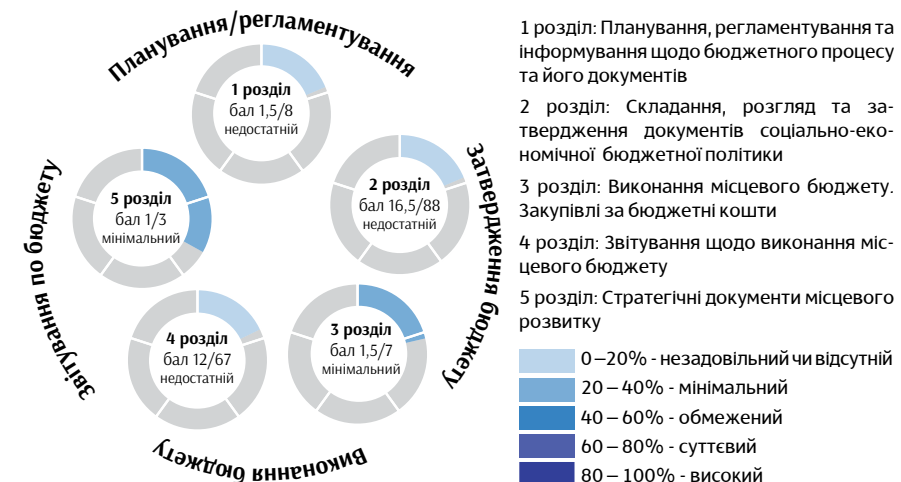 Планування/регламентування
1 розділ
бал 1,5/8
недостатній
Затвердження бюджету
2 розділ
бал 16,5/88
недостатній
3 розділ
бал 1,5/7
мінімальний
Виконання бюджету
4 розділ
бал 12/67
недостатній
Звітування по бюджету
5 розділ
бал 1/3
мінімальний
1 розділ: Планування, регламентування та
інформування щодо бюджетного процесу
та його документів
2 розділ: Складання, розгляд та за-
твердження документів соціально-еко-
номічної бюджетної політики
3 розділ: Виконання місцевого бюджету.
Закупівлі за бюджетні кошти
4 розділ: Звітування щодо виконання міс-
цевого бюджету
5 розділ: Стратегічні документи місцевого
розвитку
0–20% - незадовільний чи відсутній
20 – 40% - мінімальний
40 – 60% - обмежений
60 – 80% - суттєвий
80 – 100% - високий